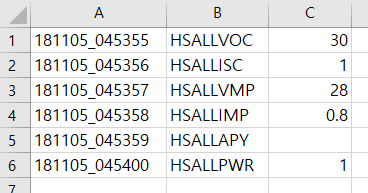 A B C
1 181105_045355 HSALLVOC 30
2 181105_045356 HSALLISC 1
3 181105_045357 HSALLVMP 28
4 181105_045358 HSALLIMP 0.8
5 181105_045359 HSALLAPY
6 181105_045400 HSALLPWR 1
7